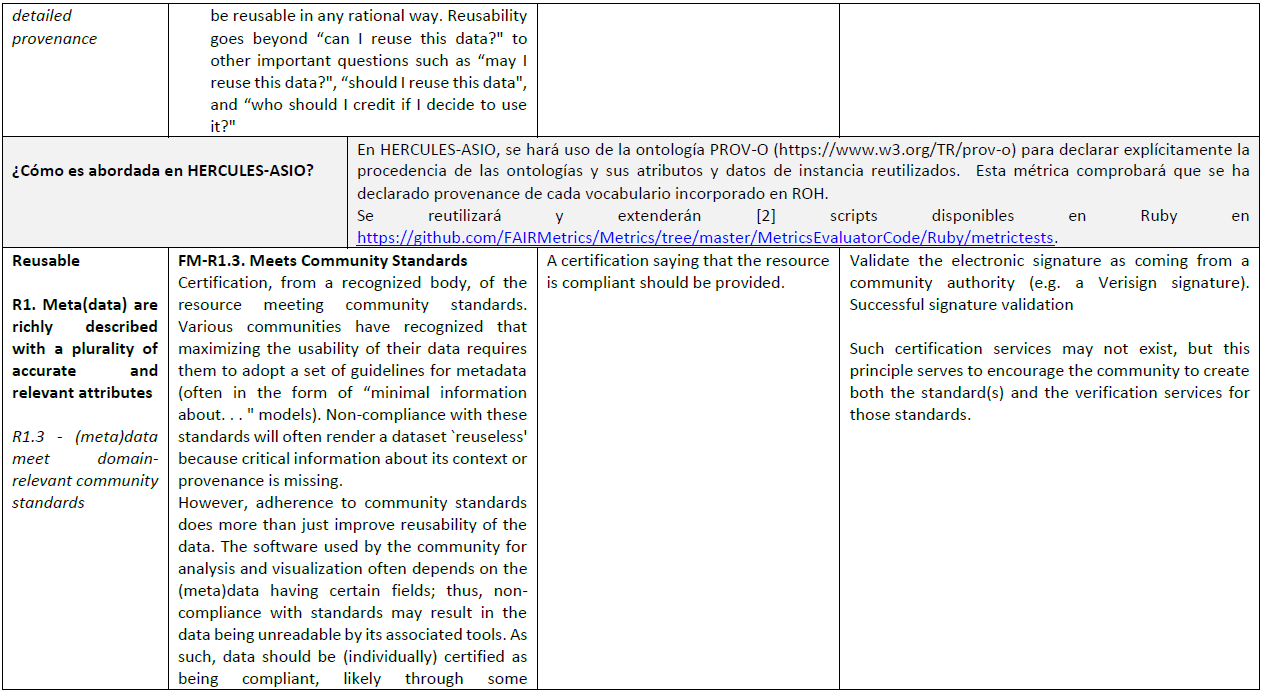 detailed
provenance
be reusable in any rational way. Reusability
goes beyond “can I reuse this data?" to
other important questions such as “may I
reuse this data?", “should I reuse this data",
and “who should I credit if I decide to use
it?"
¿Cómo es abordada en HERCULES-ASIO?
En HERCULES-ASIO, se hará uso de la ontología PROV-O (https://www.w3.org/TR/prov-o) para declarar explícitamente la
procedencia de las ontologías y sus atributos y datos de instancia reutilizados. Esta métrica comprobará que se ha
declarado provenance de cada vocabulario incorporado en ROH.
Se reutilizará y extenderán [2] scripts disponibles en Ruby en
https://github.com/FAIRMetrics/Metrics/tree/master/MetricsEvaluatorCode/Ruby/metrictests.
Reusable
R1. Meta(data) are
richly described
with a plurality of
accurate and
relevant attributes
R1.3 - (meta)data
meet domain-
relevant community
standards
FM-R1.3. Meets Community Standards
Certification, from a recognized body, of the
resource meeting community standards.
Various communities have recognized that
maximizing the usability of their data requires
them to adopt a set of guidelines for metadata
(often in the form of “minimal information
about. . . " models). Non-compliance with these
standards will often render a dataset `reuseless'
because critical information about its context or
provenance is missing.
However, adherence to community standards
does more than just improve reusability of the
data. The software used by the community for
analysis and visualization often depends on the
(meta)data having certain fields; thus, non-
compliance with standards may result in the
data being unreadable by its associated tools. As
such, data should be (individually) certified as
being compliant, likely through some
A certification saying that the resource
is compliant should be provided.
Validate the electronic signature as coming from a
community authority (e.g. a Verisign signature).
Successful signature validation
Such certification services may not exist, but this
principle serves to encourage the community to create
both the standard(s) and the verification services for
those standards.